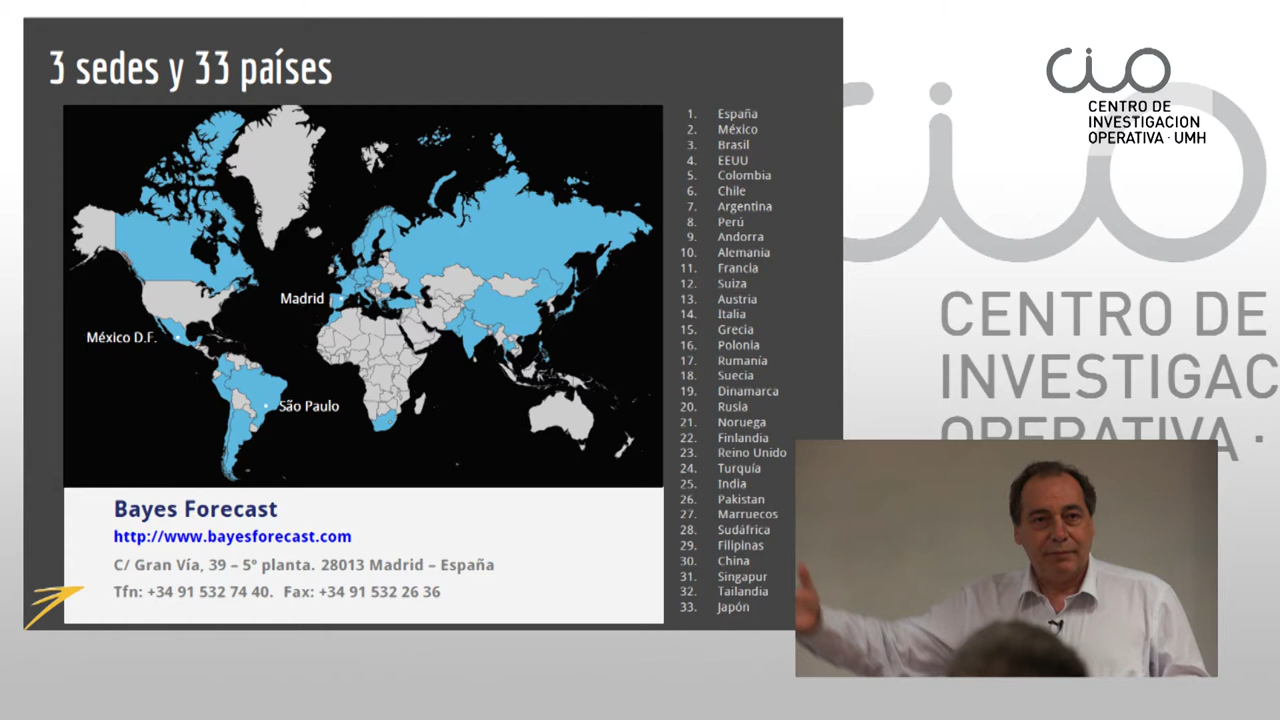 3 sedes y 33 países
Madrid
México D.F.
São Paulo
1. España
2. México
3. Brasil
4. EEUU
5. Colombia
6. Chile
7. Argentina
8. Perú
9. Andorra
10. Alemania
11. Francia
12. Suiza
13. Austria
14. Italia
15. Grecia
16. Polonia
17. Rumanía
18. Suecia
19. Dinamarca
20. Rusia
21. Noruega
22. Finlandia
23. Reino Unido
24. Turquía
25. India
26. Pakistan
27. Marruecos
28. Sudáfrica
29. Filipinas
30. China
31. Singapur
32. Tailandia
33. Japón
Bayes Forecast
http://www.bayesforecast.com
C/ Gran Vía, 39 – 5º planta. 28013 Madrid – España
Tfn: +34 91 532 74 40. Fax: +34 91 532 26 36
cio
CENTRO DE
INVESTIGACION
OPERATIVA · UMH
cio
CENTRO DE
INVESTIGAC
OPERATIVA ·